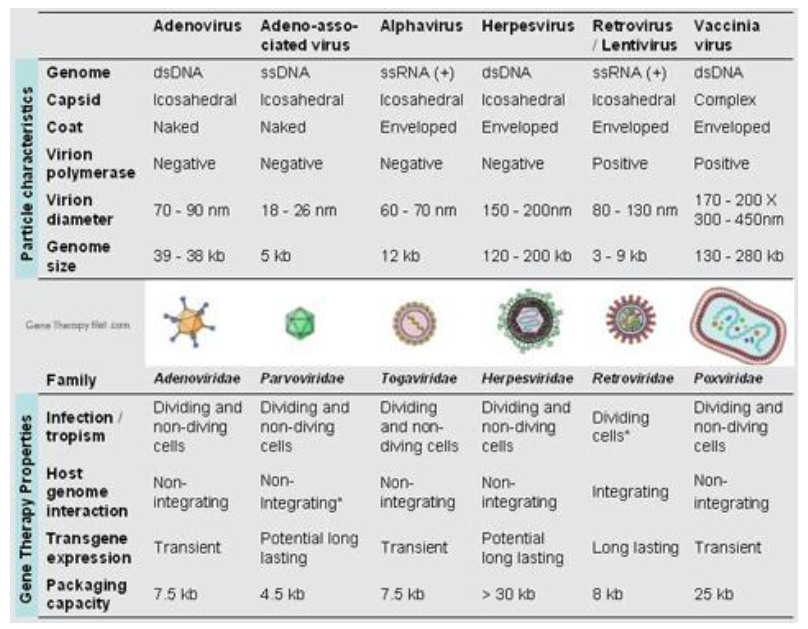 Adenovirus Adeno-asso- Alphavirus Herpesvirus Retrovirus Vaccinia
ciated virus / Lentivirus virus
Particle characteristics
Genome dsDNA ssDNA ssRNA (+) dsDNA ssRNA (+) dsDNA
Capsid Icosahedral Icosahedral Icosahedral Icosahedral Icosahedral Complex
Coat Naked Naked Enveloped Enveloped Enveloped Enveloped
Virion
polymerase Negative Negative Negative Negative Positive Positive
Virion
diameter 70 - 90 nm 18 - 26 nm 60 - 70 nm 150 - 200nm 80 - 130 nm 170 - 200 X
300 - 450nm
Genome
size 39 - 38 kb 5 kb 12 kb 120 - 200 kb 3 - 9 kb 130 - 280 kb
Gene Therapy Net .com
Family Adenoviridae Parvoviridae Togaviridae Herpesviridae Retroviridae Poxviridae
Gene Therapy Properties
Infection / Dividing and Dividing and Dividing Dividing and Dividing Dividing and
tropism non-diving non-diving and non- non-diving cells* non-diving
cells cells diving cells cells cells
Host
genome Non- Non- Non- Non- Integrating Non-
interaction integrating Integrating* integrating integrating integrating
Transgene Transient Potential long Transient Potential Long lasting Transient
expression lasting long lasting
Packaging
capacity 7.5 kb 4.5 kb 7.5 kb > 30 kb 8 kb 25 kb